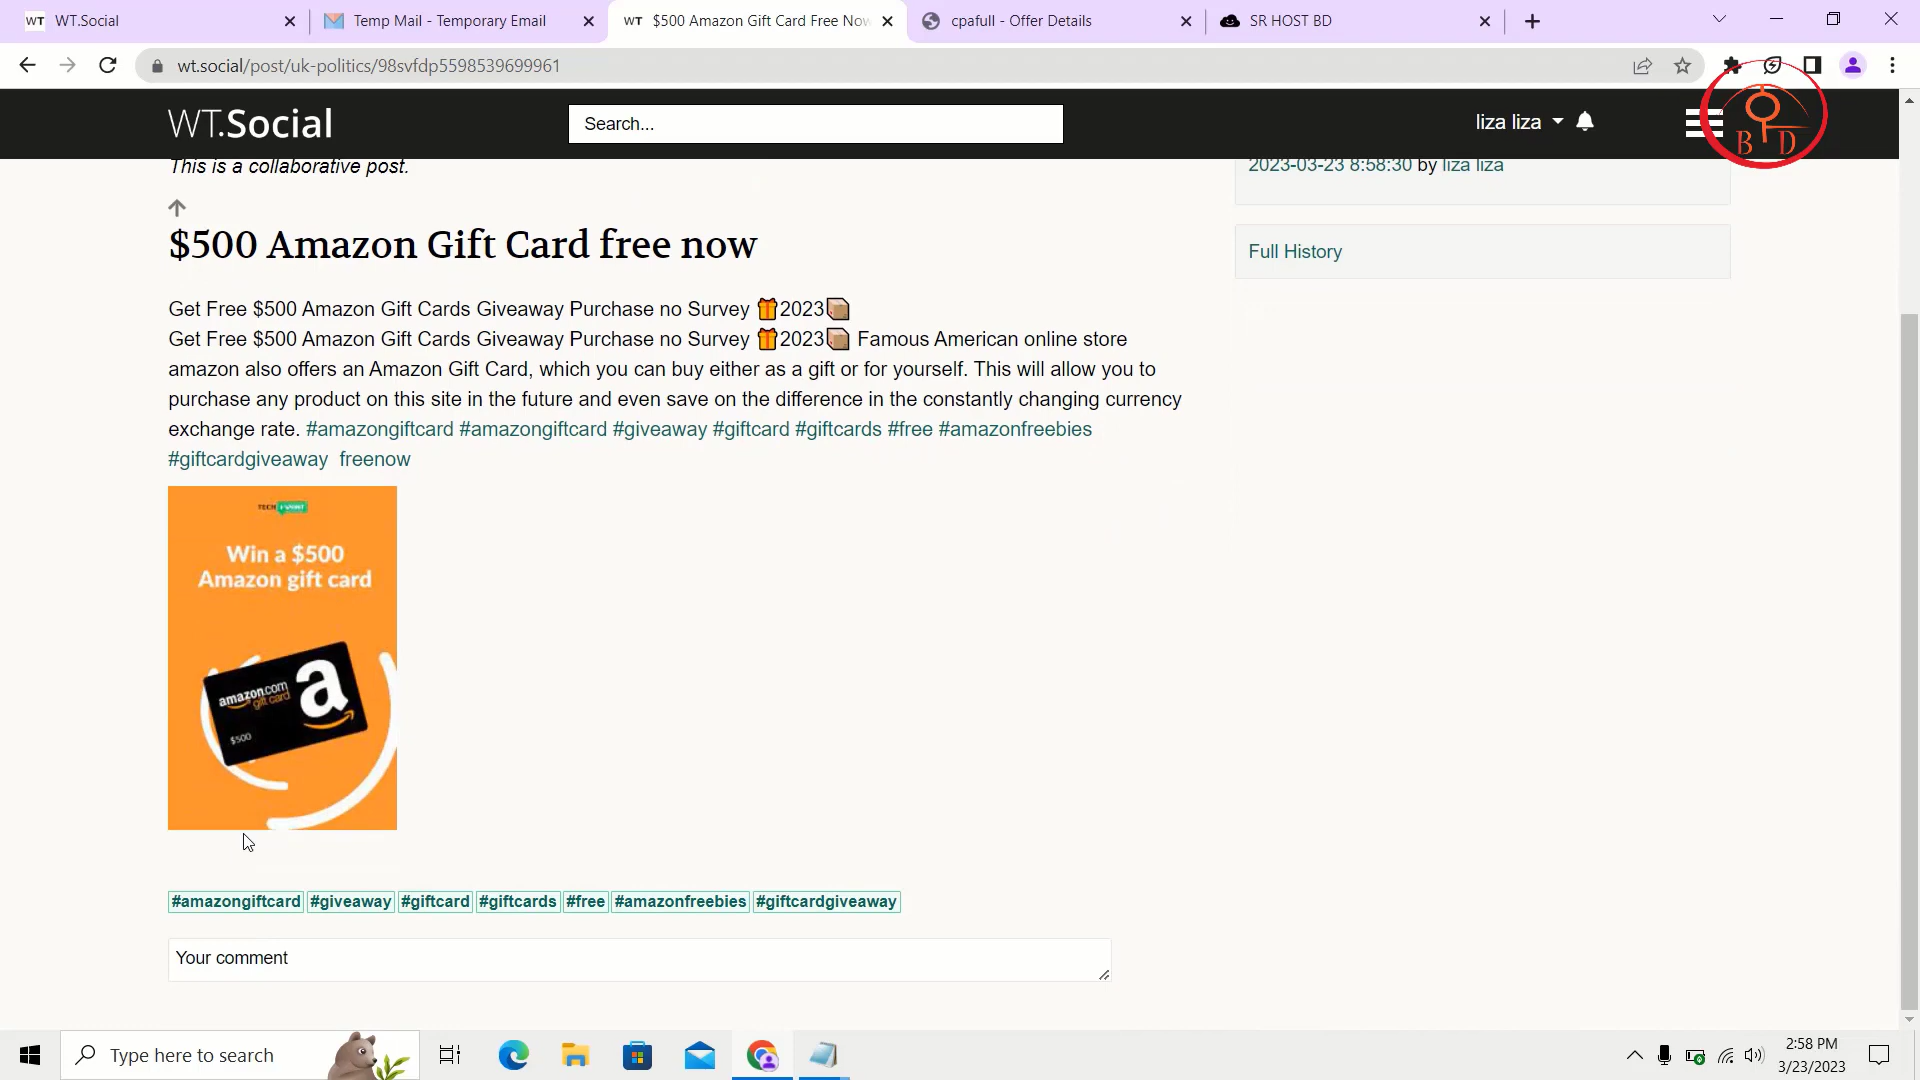 WT.Social
Temp Mail - Temporary Email
$500 Amazon Gift Card Free Now
cpafull - Offer Details
SR HOST BD
wt.social/post/uk-politics/98svfdp5598539699961
WT.Social
Search...
liza liza
B D
This is a collaborative post.
2023-03-23 8:58:30 by liza liza
$500 Amazon Gift Card free now
Full History
Get Free $500 Amazon Gift Cards Giveaway Purchase no Survey 🎁2023📦
Get Free $500 Amazon Gift Cards Giveaway Purchase no Survey 🎁2023📦 Famous American online store
amazon also offers an Amazon Gift Card, which you can buy either as a gift or for yourself. This will allow you to
purchase any product on this site in the future and even save on the difference in the constantly changing currency
exchange rate. #amazongiftcard #amazongiftcard #giveaway #giftcard #giftcards #free #amazonfreebies
#giftcardgiveaway freenow
TECH
Win a $500
Amazon gift card
amazon.com
gift card
a
$500
#amazongiftcard #giveaway #giftcard #giftcards #free #amazonfreebies #giftcardgiveaway
Your comment
Type here to search
2:58 PM
3/23/2023